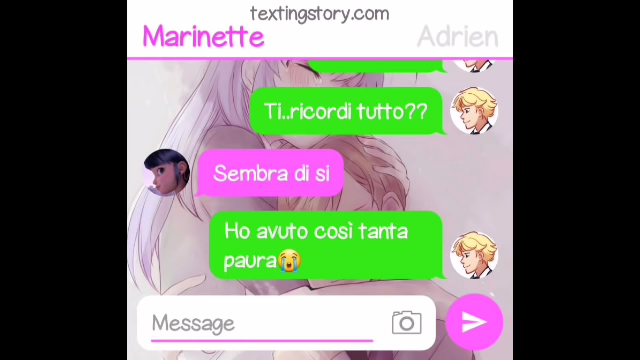 textingstory.com
Marinette Adrien
Ti..ricordi tutto??
Sembra di si
Ho avuto così tanta
paura😭
Message